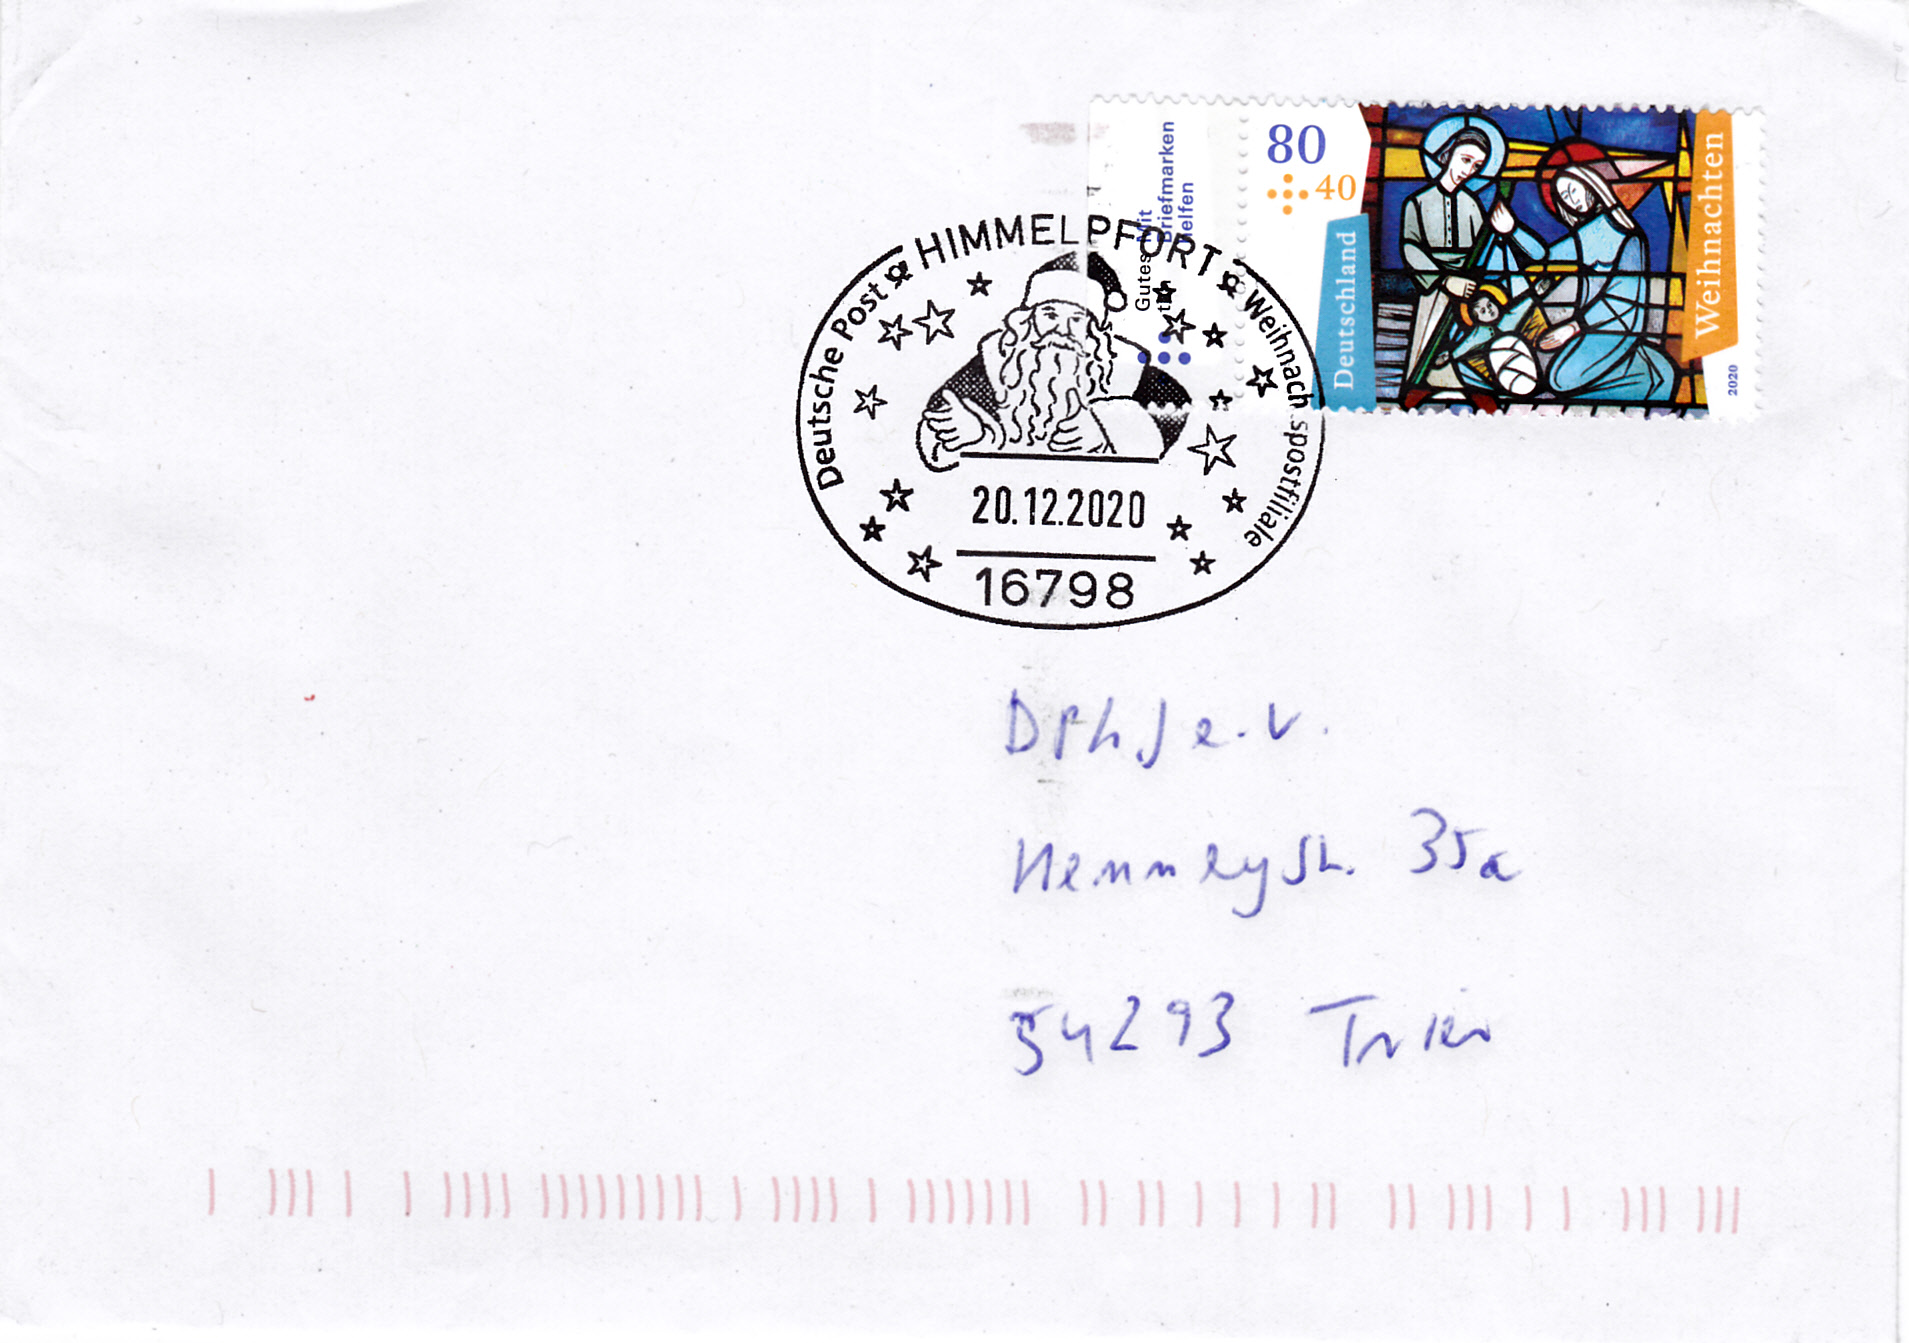 80
+40
Deutschland
Weihnachten
2020
Mit
Briefmarken
helfen
Gutes
tun
Deutsche Post HIMMELPFORT Weihnachtspostfiliale
20.12.2020
16798
DPhJ e.V.
35a
54293 Trier